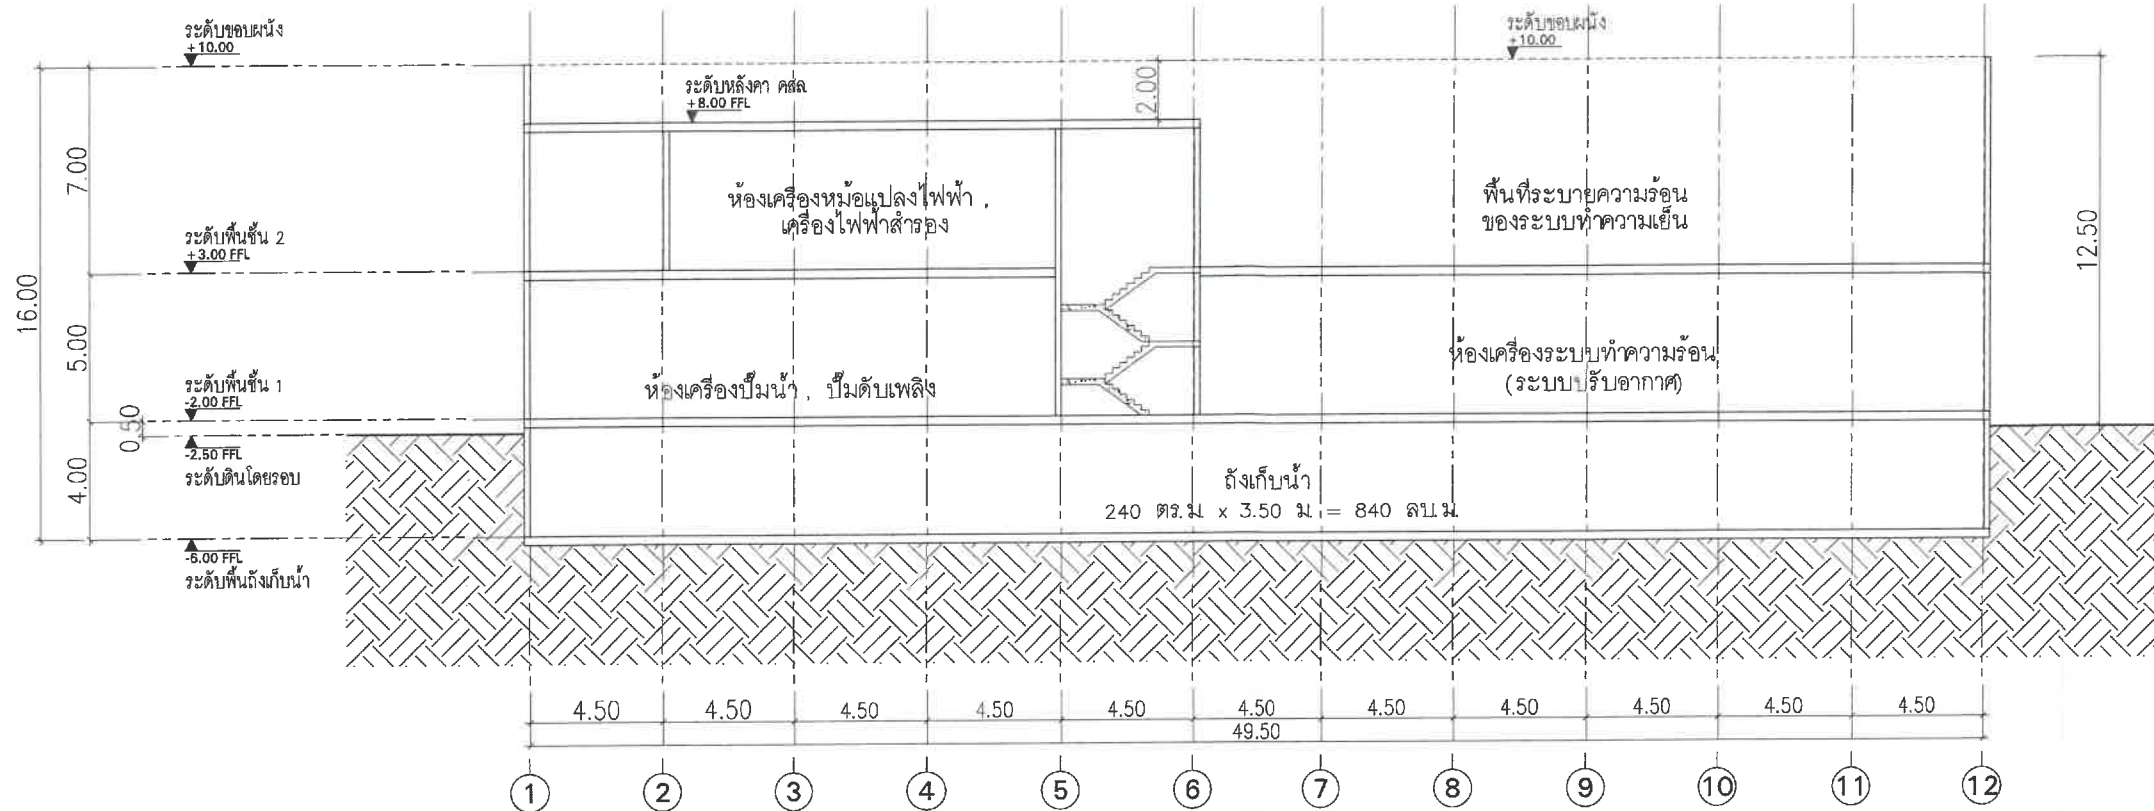 ระดับขอบผนัง
+10.00
ระดับขอบผนัง
+10.00
ระดับหลังคา คสล
+8.00 FFL
2.00
7.00
ห้องเครื่องหม้อแปลงไฟฟ้า ,
เครื่องไฟฟ้าสำรอง
พื้นที่ระบายความร้อน
ของระบบทำความเย็น
ระดับพื้นชั้น 2
+3.00 FFL
12.50
16.00
5.00
ห้องเครื่องระบบทำความร้อน
(ระบบปรับอากาศ)
ระดับพื้นชั้น 1
-2.00 FFL
ห้องเครื่องปั๊มน้ำ , ปั๊มดับเพลิง
0.50
-2.50 FFL
ระดับดินโดยรอบ
4.00
ถังเก็บน้ำ
240 ตร.ม. x 3.50 ม. = 840 ลบ.ม.
-6.00 FFL
ระดับพื้นถังเก็บน้ำ
4.50 4.50 4.50 4.50 4.50 4.50 4.50 4.50 4.50 4.50 4.50
49.50
1 2 3 4 5 6 7 8 9 10 11 12